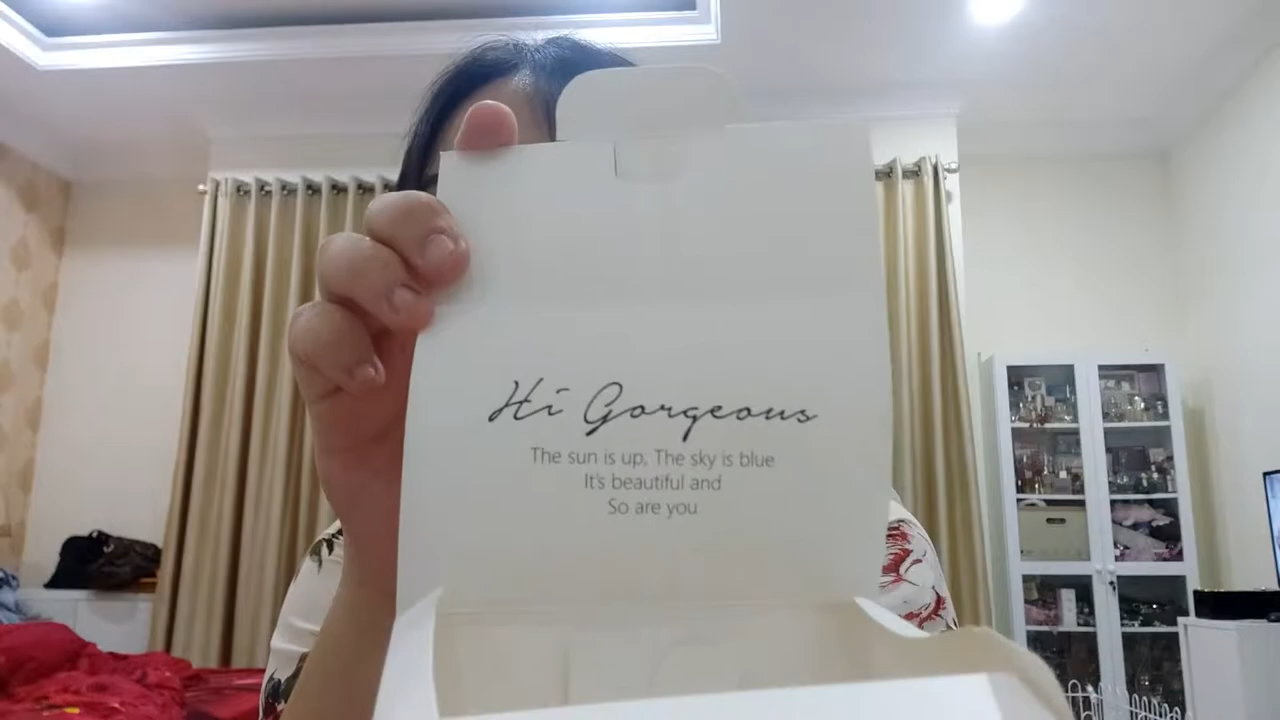 Hi Gorgeous
The sun is up, The sky is blue
It's beautiful and
So are you